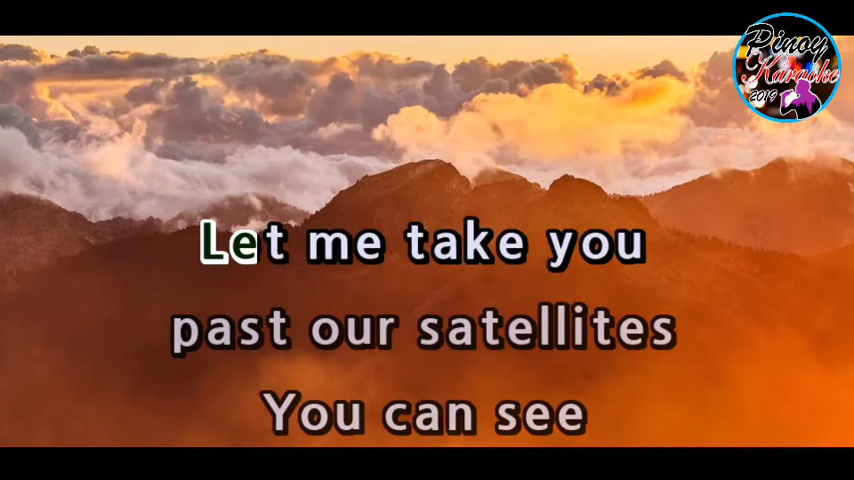 Pinoy
Karaoke
2019
Let me take you
past our satellites
You can see